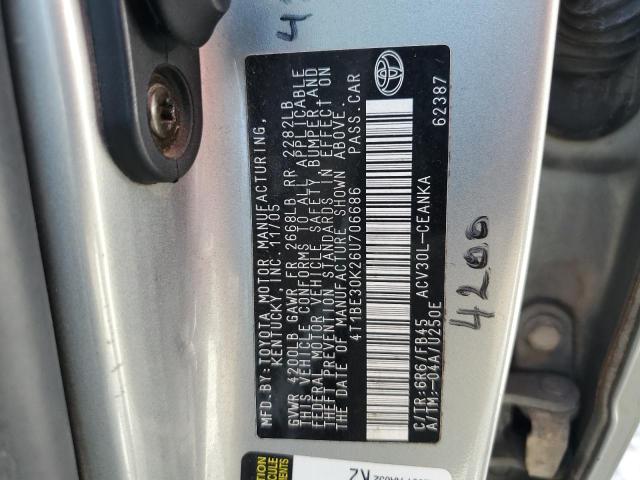 MFD.BY: TOYOTA MOTOR MANUFACTURING,
KENTUCKY, INC. 11/05
GVWR 4200LB GAWR FR 2668LB RR 2282LB
THIS VEHICLE CONFORMS TO ALL APPLICABLE
FEDERAL MOTOR VEHICLE SAFETY, BUMPER, AND
THEFT PREVENTION STANDARDS IN EFFECT ON
THE DATE OF MANUFACTURE SHOWN ABOVE.
4T1BE30K26U706686 PASS.CAR
C/TR:6R6/FB45 ACV30L-CEANKA
A/TM:-04A/U250E
62387
4200
K2